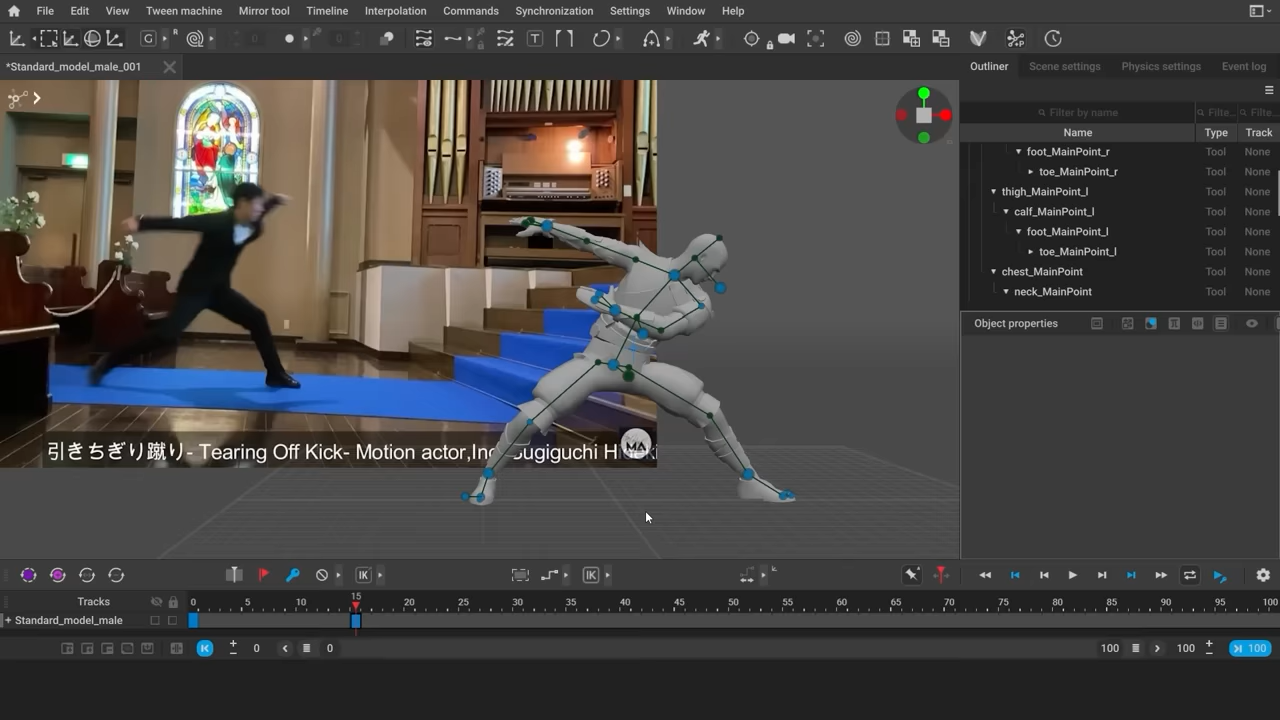 File Edit View Tween machine Mirror tool Timeline Interpolation Commands Synchronization Settings Window Help
*Standard_model_male_001
Outliner Scene settings Physics settings Event log
Filter by name Filte... Filte...
Name Type Track
foot_MainPoint_r Tool None
toe_MainPoint_r Tool None
thigh_MainPoint_l Tool None
calf_MainPoint_l Tool None
foot_MainPoint_l Tool None
toe_MainPoint_l Tool None
chest_MainPoint Tool None
neck_MainPoint Tool None
Object properties
引きちぎり蹴り- Tearing Off Kick- Motion actor,
MA
IK IK
Tracks 0 5 10 15 20 25 30 35 40 45 50 55 60 65 70 75 80 85 90 95 100
Standard_model_male
0 0 100 100 100